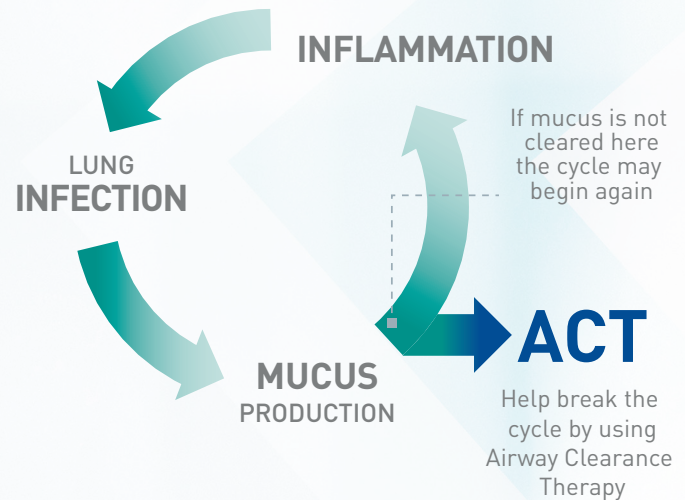 INFLAMMATION
If mucus is not
cleared here
the cycle may
begin again
LUNG
INFECTION
MUCUS
PRODUCTION
ACT
Help break the
cycle by using
Airway Clearance
Therapy